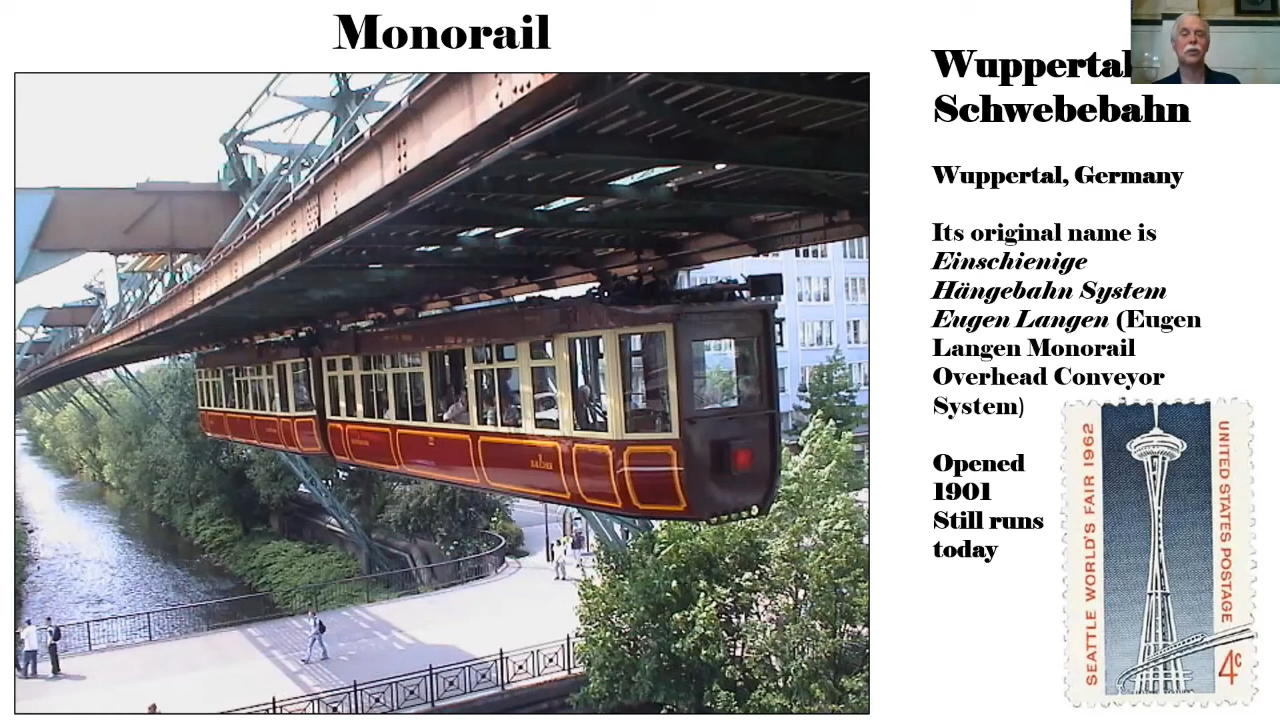 Monorail
Wuppertal
Schwebebahn
Wuppertal, Germany
Its original name is
Einschienige
Hängebahn System
Eugen Langen (Eugen
Langen Monorail
Overhead Conveyor
System)
Opened
1901
Still runs
today
SEATTLE WORLD'S FAIR 1962
UNITED STATES POSTAGE
4c